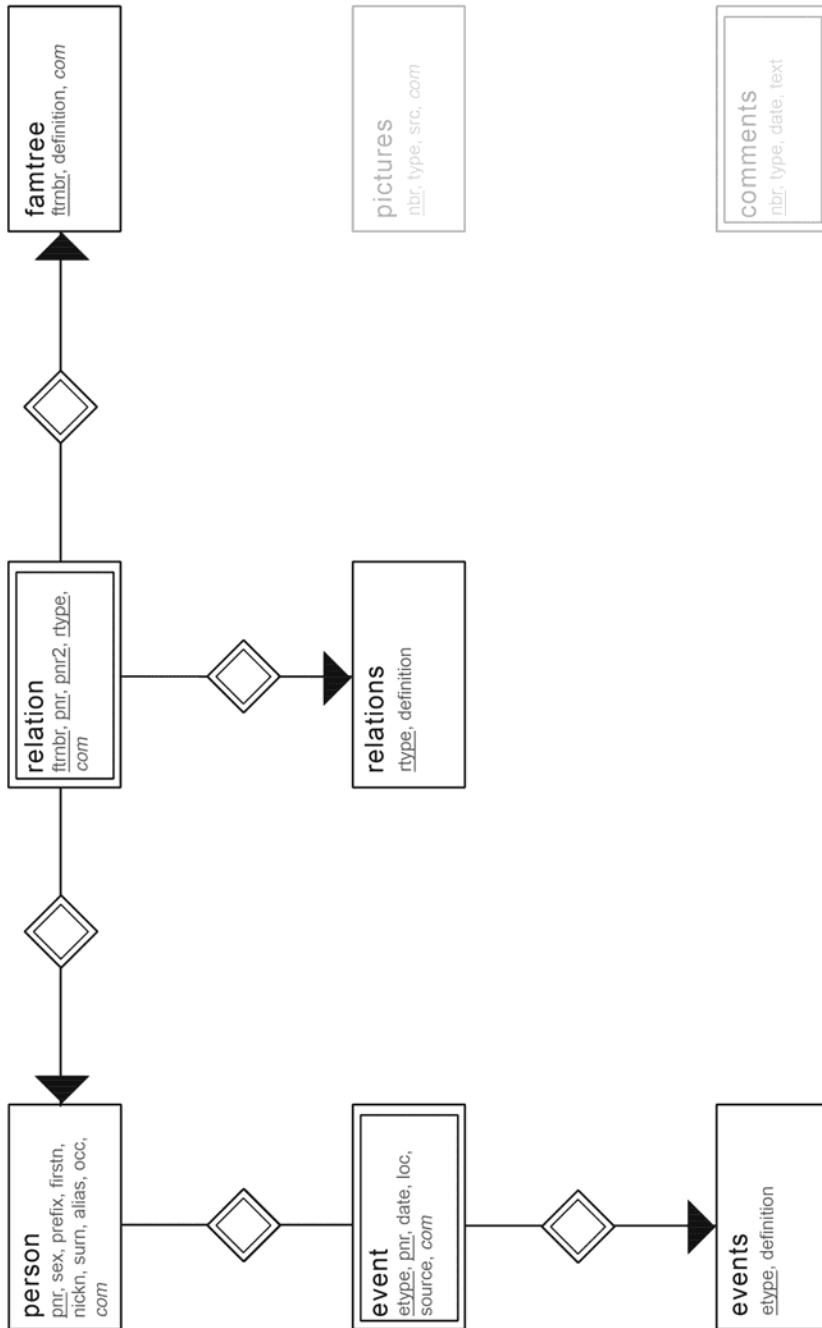 person
pnr, sex, prefix, firstn,
nickn, surn, alias, occ,
com
relation
ftrnbr, pnr, pnr2, rtype,
com
famtree
ftrnbr, definition, com
event
etype, pnr, date, loc,
source, com
relations
rtype, definition
pictures
nbr, type, src, com
events
etype, definition
comments
nbr, type, date, text